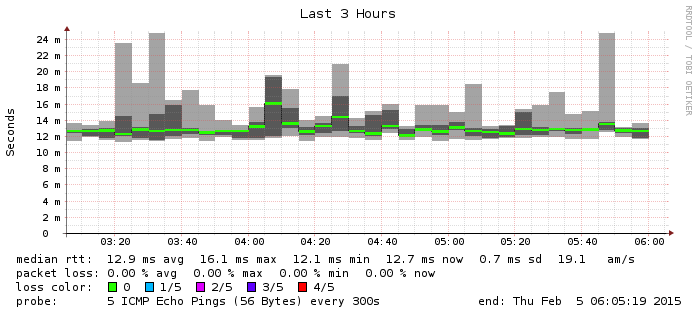 Last 3 Hours
RRDTOOL / TOBI OETIKER
Seconds
24 m
22 m
20 m
18 m
16 m
14 m
12 m
10 m
8 m
6 m
4 m
2 m
0
03:20 03:40 04:00 04:20 04:40 05:00 05:20 05:40 06:00
median rtt: 12.9 ms avg 16.1 ms max 12.1 ms min 12.7 ms now 0.7 ms sd 19.1 am/s
packet loss: 0.00 % avg 0.00 % max 0.00 % min 0.00 % now
loss color: 0 1/5 2/5 3/5 4/5
probe: 5 ICMP Echo Pings (56 Bytes) every 300s end: Thu Feb 5 06:05:19 2015